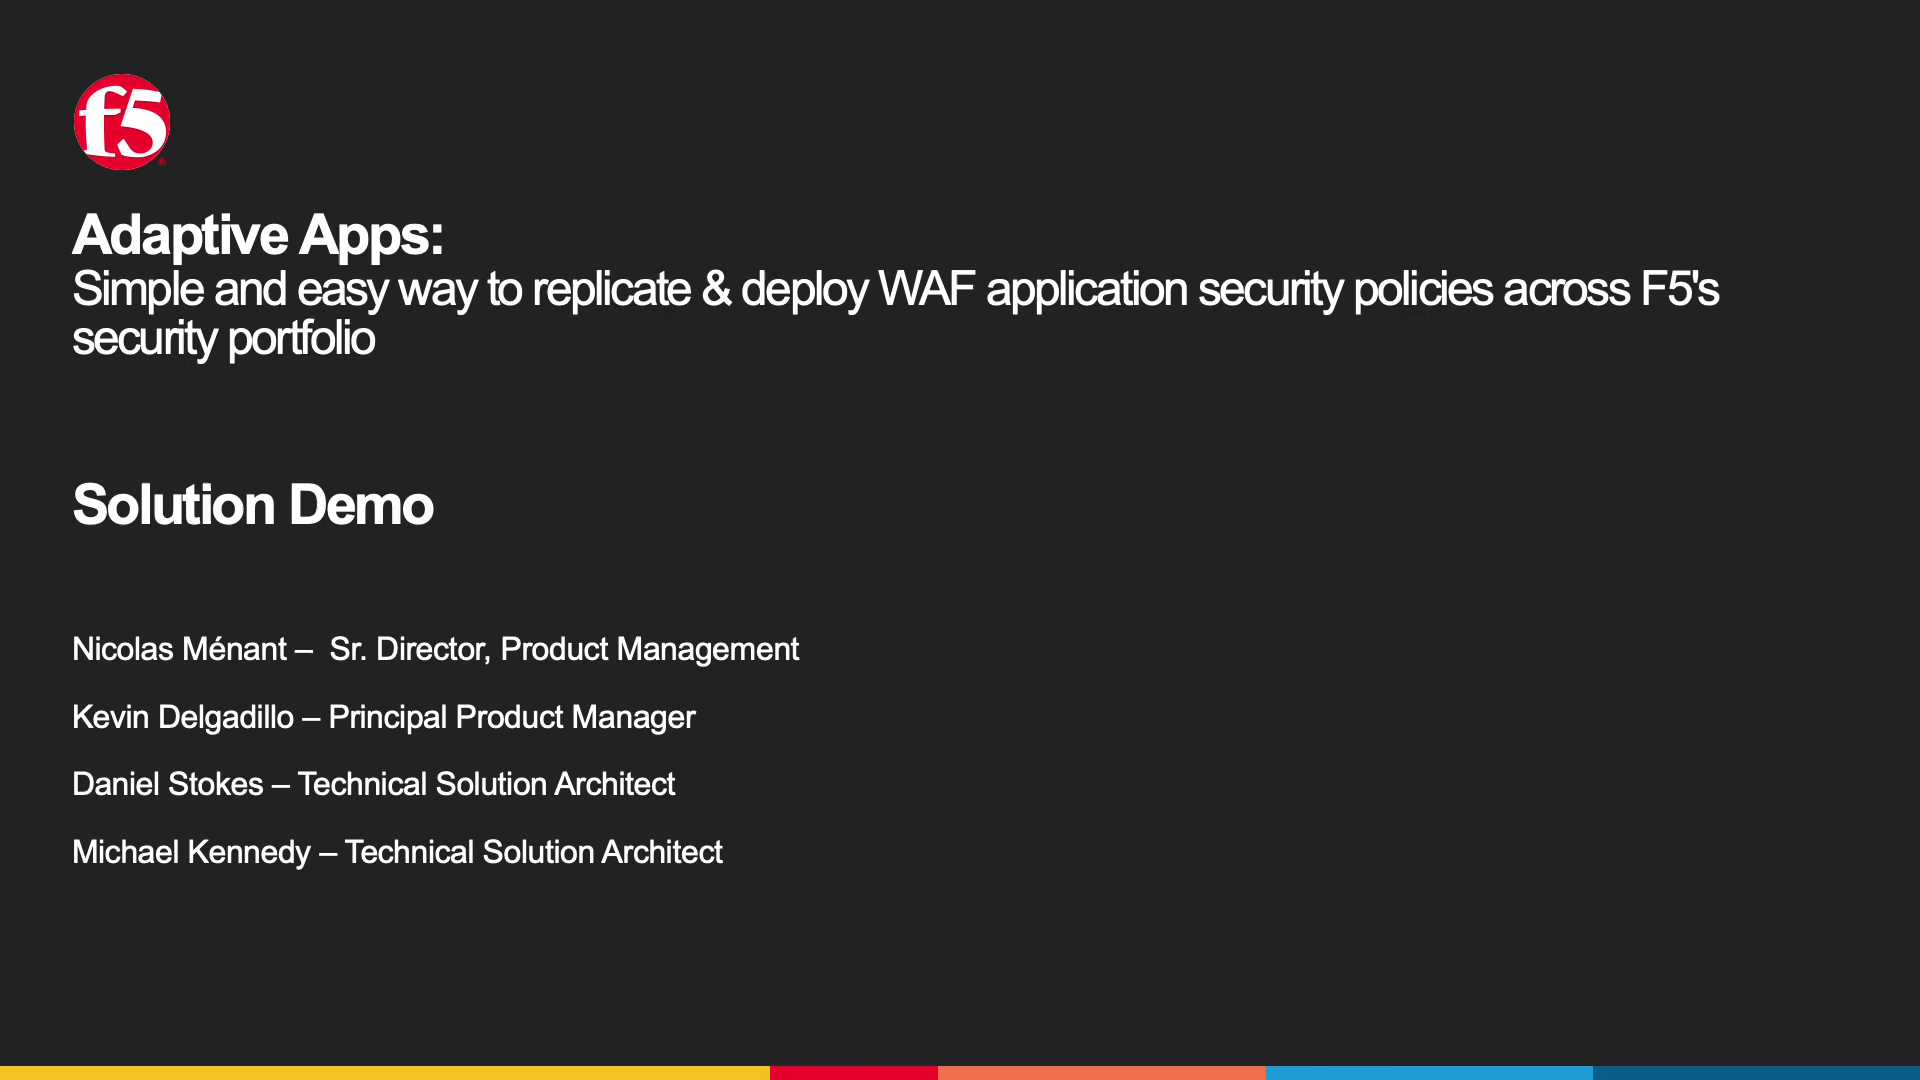 f5
Adaptive Apps:
Simple and easy way to replicate & deploy WAF application security policies across F5's
security portfolio
Solution Demo
Nicolas Ménant –  Sr. Director, Product Management
Kevin Delgadillo – Principal Product Manager
Daniel Stokes – Technical Solution Architect
Michael Kennedy – Technical Solution Architect